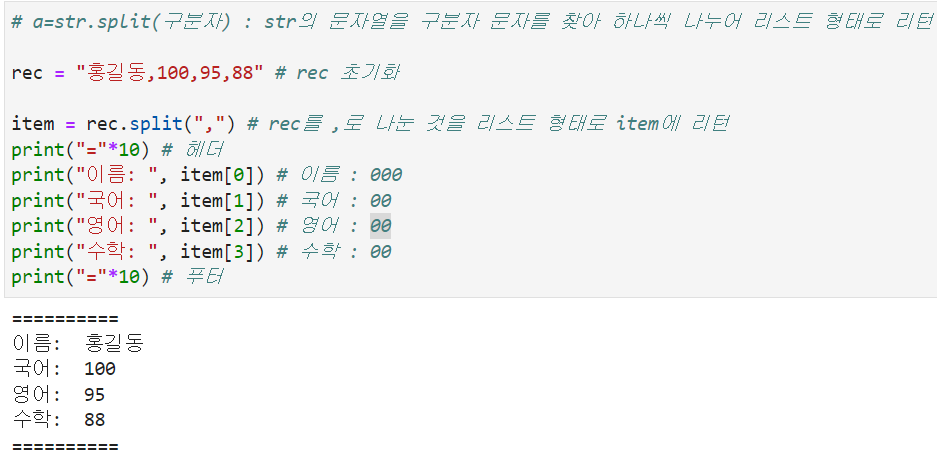 # a=str.split(구분자) : str의 문자열을 구분자 문자를 찾아 하나씩 나누어 리스트 형태로 리턴
rec = "홍길동,100,95,88" # rec 초기화
item = rec.split(",") # rec를 ,로 나눈 것을 리스트 형태로 item에 리턴
print("="*10) # 헤더
print("이름: ", item[0]) # 이름 : 000
print("국어: ", item[1]) # 국어 : 00
print("영어: ", item[2]) # 영어 : 00
print("수학: ", item[3]) # 수학 : 00
print("="*10) # 푸터
==========
이름:  홍길동
국어:  100
영어:  95
수학:  88
==========